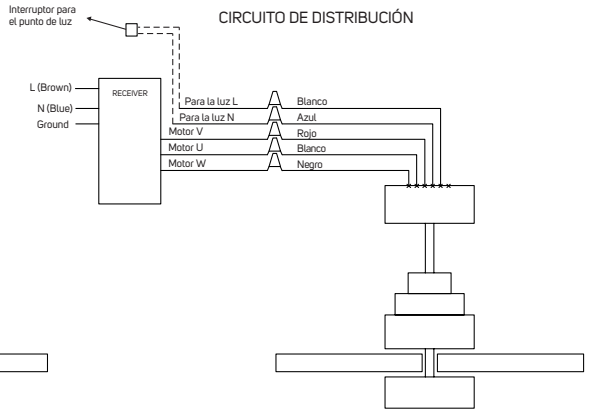 Interruptor para
el punto de luz
CIRCUITO DE DISTRIBUCIÓN
L (Brown)
N (Blue)
Ground
RECEIVER
Para la luz L
Blanco
Para la luz N
Azul
Motor V
Rojo
Motor U
Blanco
Motor W
Negro